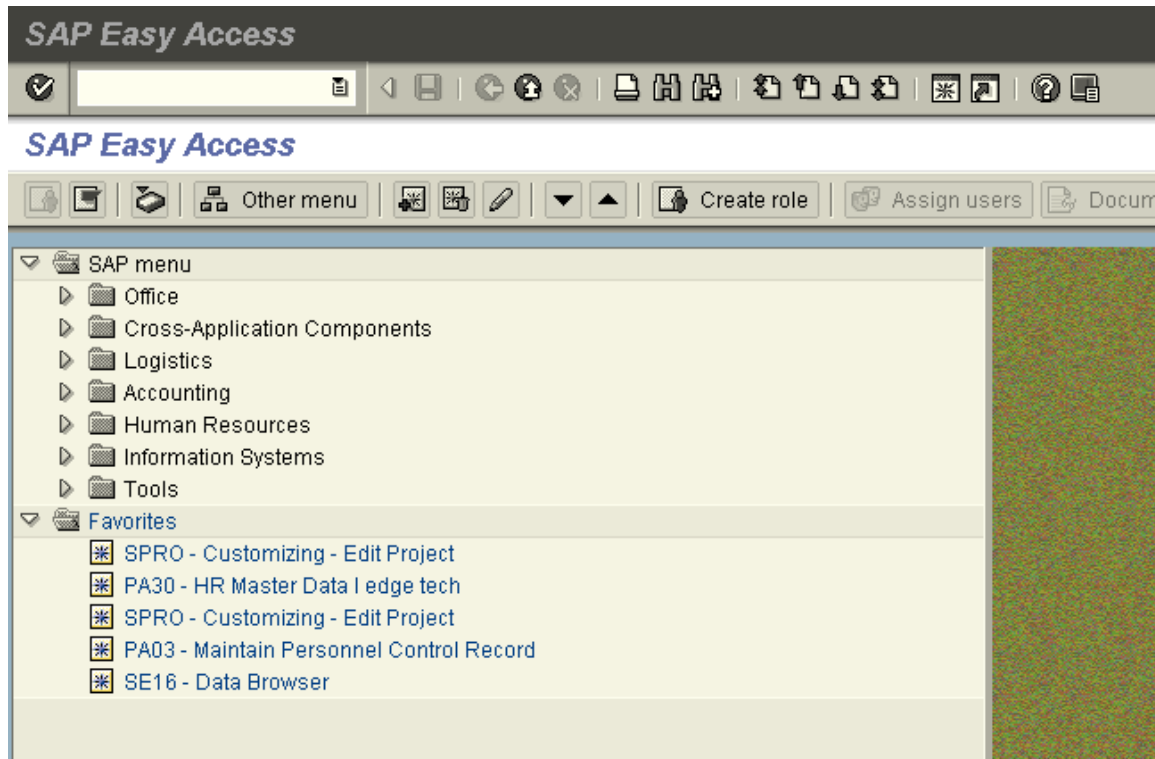 SAP Easy Access
SAP Easy Access
Other menu Create role Assign users Docum
SAP menu
Office
Cross-Application Components
Logistics
Accounting
Human Resources
Information Systems
Tools
Favorites
SPRO - Customizing - Edit Project
PA30 - HR Master Data I edge tech
SPRO - Customizing - Edit Project
PA03 - Maintain Personnel Control Record
SE16 - Data Browser